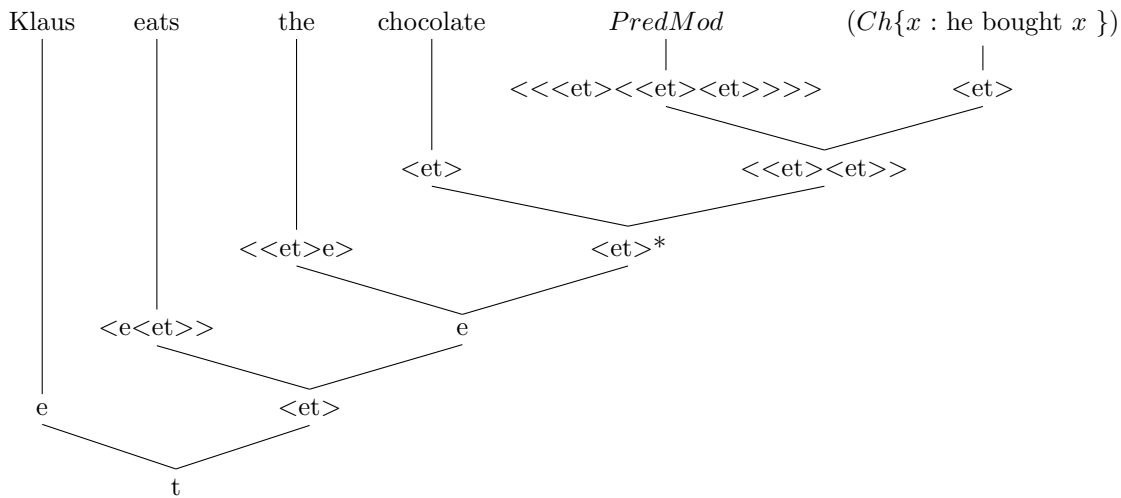 Klaus eats the chocolate PredMod (Ch{x : he bought x })
<<<et><<et><et>>>> <et>
<et> <<et><et>>
<<et>e> <et>*
<e<et>> e
e <et>
t